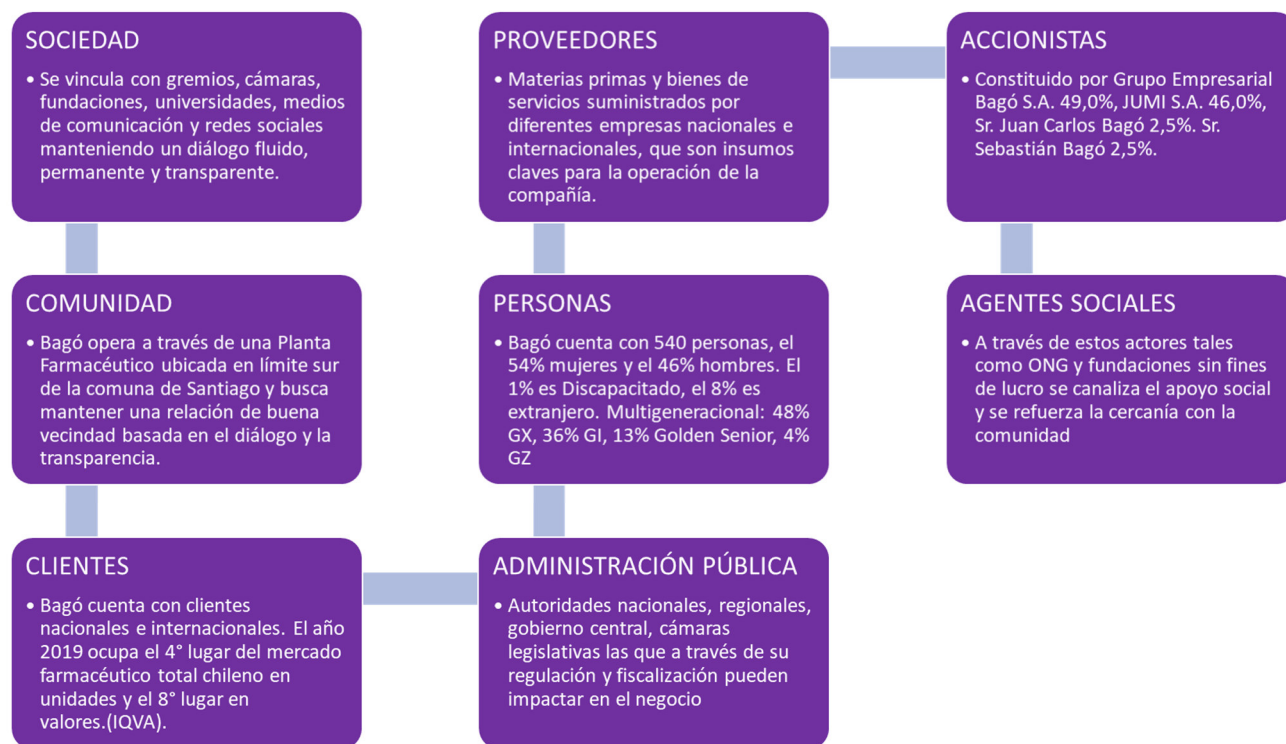 SOCIEDAD
• Se vincula con gremios, cámaras,
fundaciones, universidades, medios
de comunicación y redes sociales
manteniendo un diálogo fluido,
permanente y transparente.
COMUNIDAD
• Bagó opera a través de una Planta
Farmacéutico ubicada en límite sur
de la comuna de Santiago y busca
mantener una relación de buena
vecindad basada en el diálogo y la
transparencia.
CLIENTES
• Bagó cuenta con clientes
nacionales e internacionales. El año
2019 ocupa el 4° lugar del mercado
farmacéutico total chileno en
unidades y el 8° lugar en
valores.(IQVA).
ADMINISTRACIÓN PÚBLICA
• Autoridades nacionales, regionales,
gobierno central, cámaras
legislativas las que a través de su
regulación y fiscalización pueden
impactar en el negocio
PERSONAS
• Bagó cuenta con 540 personas, el
54% mujeres y el 46% hombres. El
1% es Discapacitado, el 8% es
extranjero. Multigeneracional: 48%
GX, 36% GI, 13% Golden Senior, 4%
GZ
PROVEEDORES
• Materias primas y bienes de
servicios suministrados por
diferentes empresas nacionales e
internacionales, que son insumos
claves para la operación de la
compañía.
ACCIONISTAS
• Constituido por Grupo Empresarial
Bagó S.A. 49,0%, JUMI S.A. 46,0%,
Sr. Juan Carlos Bagó 2,5%. Sr.
Sebastián Bagó 2,5%.
AGENTES SOCIALES
• A través de estos actores tales
como ONG y fundaciones sin fines
de lucro se canaliza el apoyo social
y se refuerza la cercanía con la
comunidad